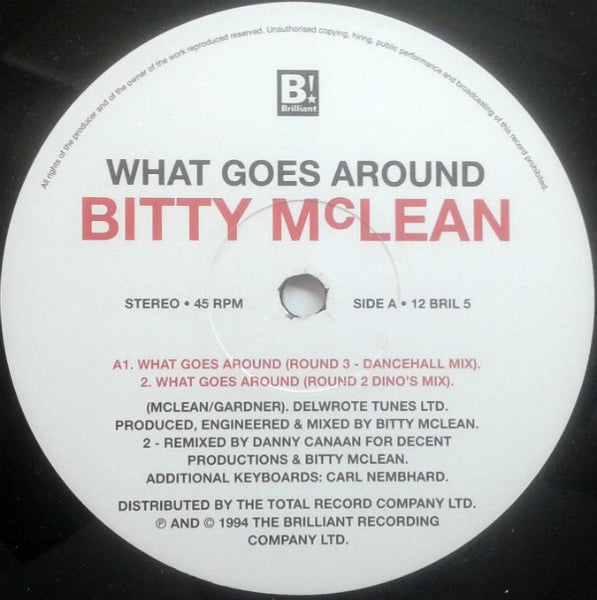 All rights of the producer and of the owner of the work reproduced reserved. Unauthorised copying, hiring, public performance and broadcasting of this record prohibited.
B!
Brilliant
WHAT GOES AROUND
BITTY McLEAN
STEREO • 45 RPM
SIDE A • 12 BRIL 5
A1. WHAT GOES AROUND (ROUND 3 - DANCEHALL MIX).
2. WHAT GOES AROUND (ROUND 2 DINO'S MIX).
(MCLEAN/GARDNER). DELWROTE TUNES LTD.
PRODUCED, ENGINEERED & MIXED BY BITTY MCLEAN.
2 - REMIXED BY DANNY CANAAN FOR DECENT
PRODUCTIONS & BITTY MCLEAN.
ADDITIONAL KEYBOARDS: CARL NEMBHARD.
DISTRIBUTED BY THE TOTAL RECORD COMPANY LTD.
℗ AND © 1994 THE BRILLIANT RECORDING
COMPANY LTD.